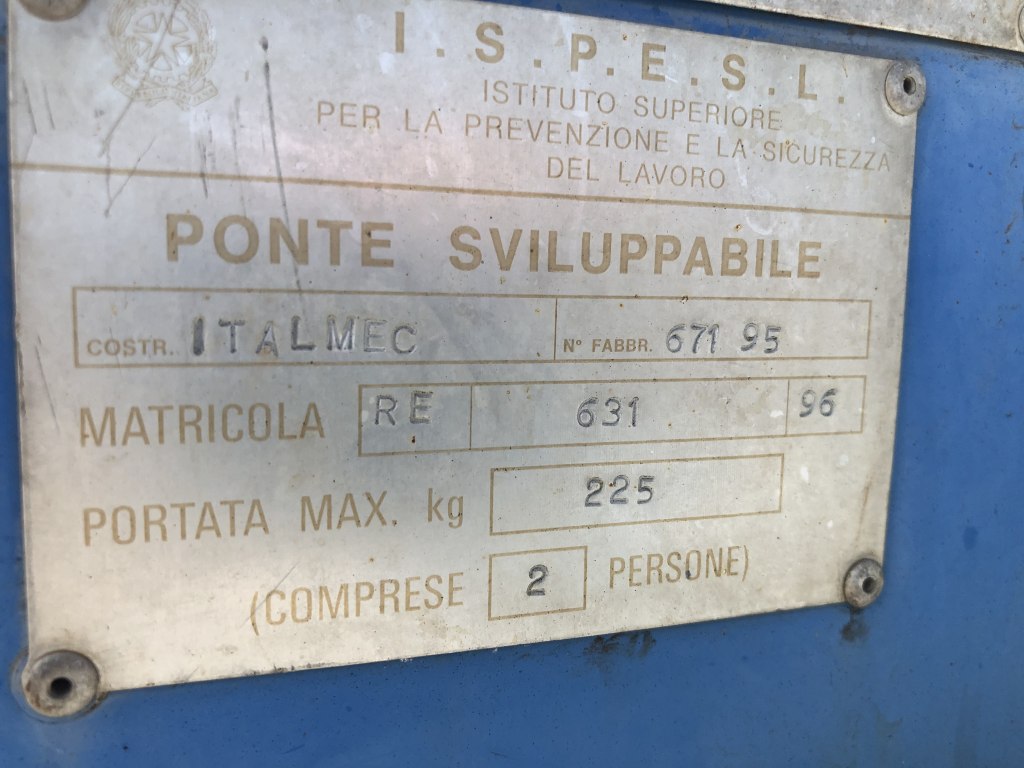 I.S.P.E.S.L.
ISTITUTO SUPERIORE
PER LA PREVENZIONE E LA SICUREZZA
DEL LAVORO
PONTE SVILUPPABILE
COSTR.. ITALMEC N° FABBR. 671 95
MATRICOLA RE 631 96
PORTATA MAX. kg 225
(COMPRESE 2 PERSONE)